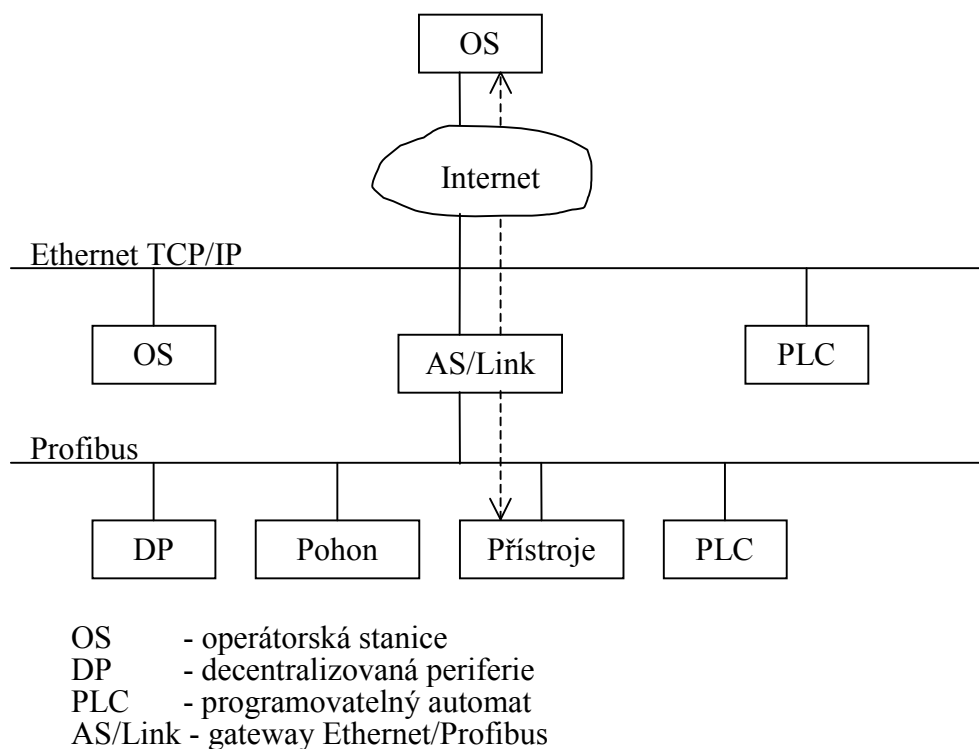 OS
Internet
Ethernet TCP/IP
OS
AS/Link
PLC
Profibus
DP
Pohon
Přístroje
PLC
OS - operátorská stanice
DP - decentralizovaná periferie
PLC - programovatelný automat
AS/Link - gateway Ethernet/Profibus